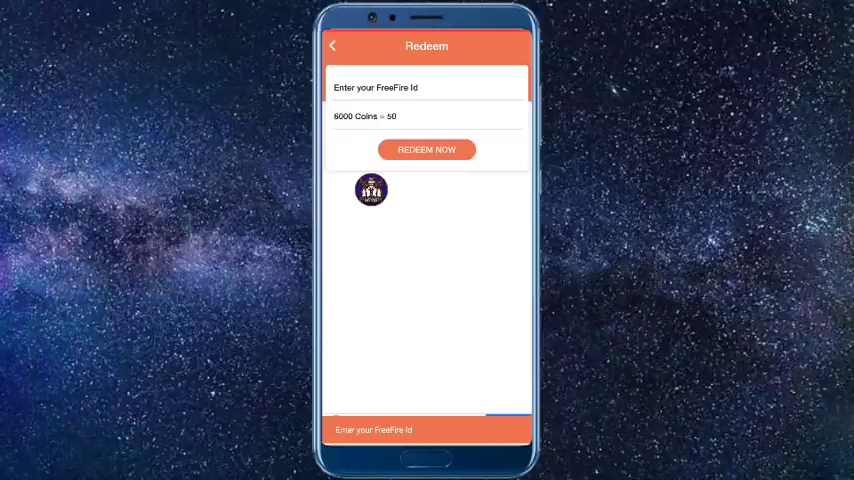 Redeem
Enter your FreeFire Id
6000 Coins = 50
REDEEM NOW
Enter your FreeFire Id